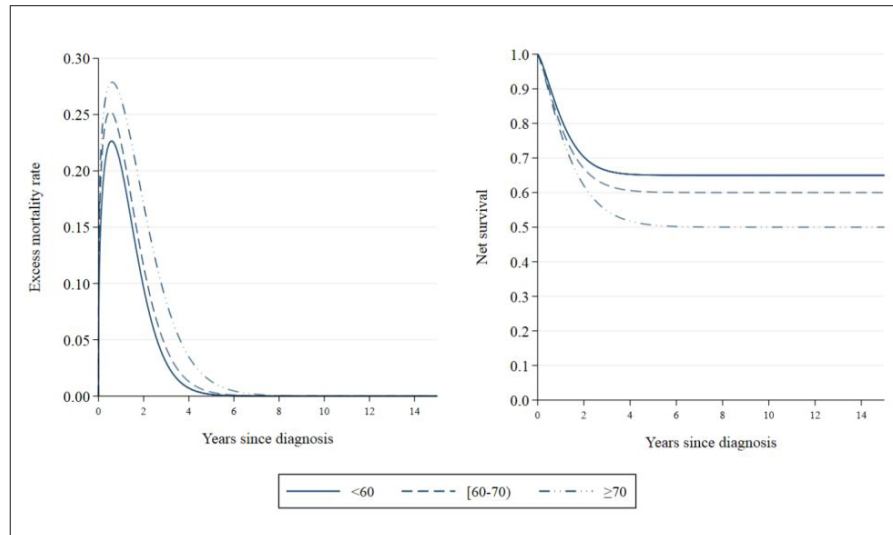 0.30
0.25
0.20
0.15
0.10
0.05
0.00
Excess mortality rate
0 2 4 6 8 10 12 14
Years since diagnosis
1.0
0.9
0.8
0.7
0.6
0.5
0.4
0.3
0.2
0.1
0.0
Net survival
0 2 4 6 8 10 12 14
Years since diagnosis
<60 [60-70) ≥70